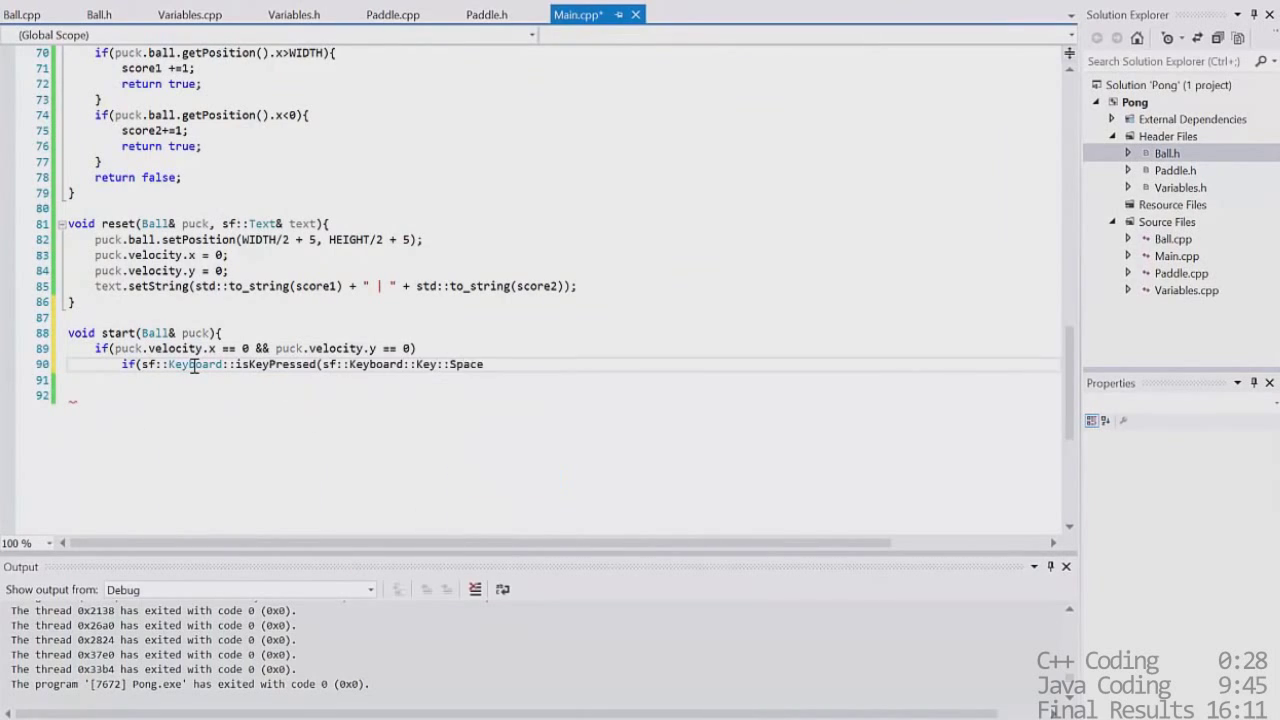 Ball.cpp Ball.h Variables.cpp Variables.h Paddle.cpp Paddle.h Main.cpp*
Solution Explorer
(Global Scope)
Search Solution Explorer (Ctrl+;)
Solution 'Pong' (1 project)
Pong
External Dependencies
Header Files
Ball.h
Paddle.h
Variables.h
Resource Files
Source Files
Ball.cpp
Main.cpp
Paddle.cpp
Variables.cpp
Properties
70 if(puck.ball.getPosition().x>WIDTH){
71 score1 +=1;
72 return true;
73 }
74 if(puck.ball.getPosition().x<0){
75 score2+=1;
76 return true;
77 }
78 return false;
79 }
80
81 void reset(Ball& puck, sf::Text& text){
82 puck.ball.setPosition(WIDTH/2 + 5, HEIGHT/2 + 5);
83 puck.velocity.x = 0;
84 puck.velocity.y = 0;
85 text.setString(std::to_string(score1) + " | " + std::to_string(score2));
86 }
87
88 void start(Ball& puck){
89 if(puck.velocity.x == 0 && puck.velocity.y == 0)
90 if(sf::Keyboard::isKeyPressed(sf::Keyboard::Key::Space
91
92
100 %
Output
Show output from: Debug
The thread 0x2138 has exited with code 0 (0x0).
The thread 0x26a0 has exited with code 0 (0x0).
The thread 0x2824 has exited with code 0 (0x0).
The thread 0x37e0 has exited with code 0 (0x0).
The thread 0x33b4 has exited with code 0 (0x0).
The program '[7672] Pong.exe' has exited with code 0 (0x0).
C++ Coding 0:28
Java Coding 9:45
Final Results 16:11